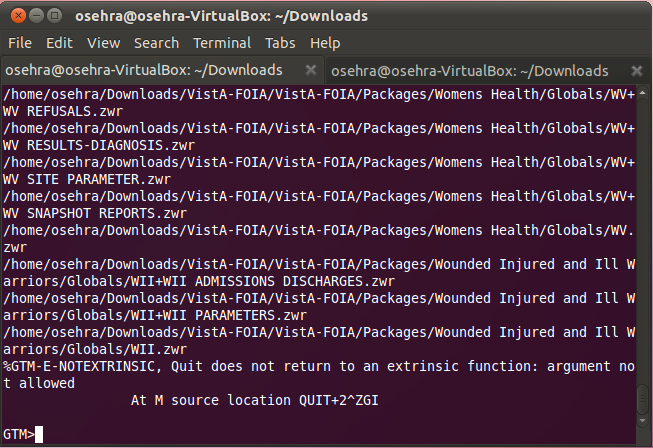 osehra@osehra-VirtualBox: ~/Downloads
File Edit View Search Terminal Tabs Help
osehra@osehra-VirtualBox: ~/Downloads osehra@osehra-VirtualBox: ~/Downloads
/home/osehra/Downloads/VistA-FOIA/VistA-FOIA/Packages/Womens Health/Globals/WV+
WV REFUSALS.zwr
/home/osehra/Downloads/VistA-FOIA/VistA-FOIA/Packages/Womens Health/Globals/WV+
WV RESULTS-DIAGNOSIS.zwr
/home/osehra/Downloads/VistA-FOIA/VistA-FOIA/Packages/Womens Health/Globals/WV+
WV SITE PARAMETER.zwr
/home/osehra/Downloads/VistA-FOIA/VistA-FOIA/Packages/Womens Health/Globals/WV+
WV SNAPSHOT REPORTS.zwr
/home/osehra/Downloads/VistA-FOIA/VistA-FOIA/Packages/Womens Health/Globals/WV.
zwr
/home/osehra/Downloads/VistA-FOIA/VistA-FOIA/Packages/Wounded Injured and Ill W
arriors/Globals/WII+WII ADMISSIONS DISCHARGES.zwr
/home/osehra/Downloads/VistA-FOIA/VistA-FOIA/Packages/Wounded Injured and Ill W
arriors/Globals/WII+WII PARAMETERS.zwr
/home/osehra/Downloads/VistA-FOIA/VistA-FOIA/Packages/Wounded Injured and Ill W
arriors/Globals/WII.zwr
%GTM-E-NOTEXTRINSIC, Quit does not return to an extrinsic function: argument no
t allowed
At M source location QUIT+2^ZGI
GTM>